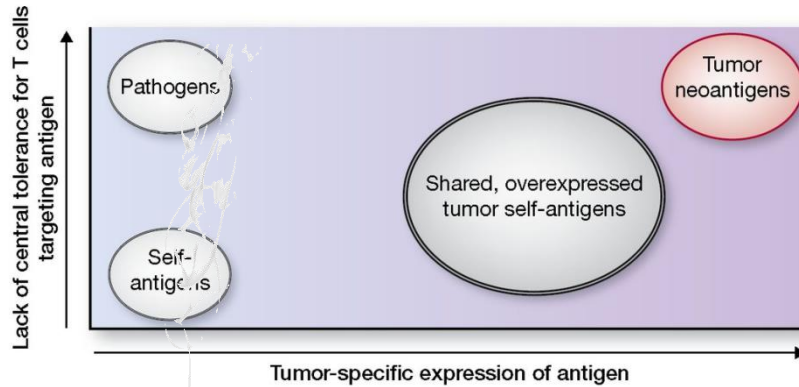 Lack of central tolerance for T cells
targeting antigen
Pathogens
Tumor
neoantigens
Shared, overexpressed
tumor self-antigens
Self-
antigens
Tumor-specific expression of antigen